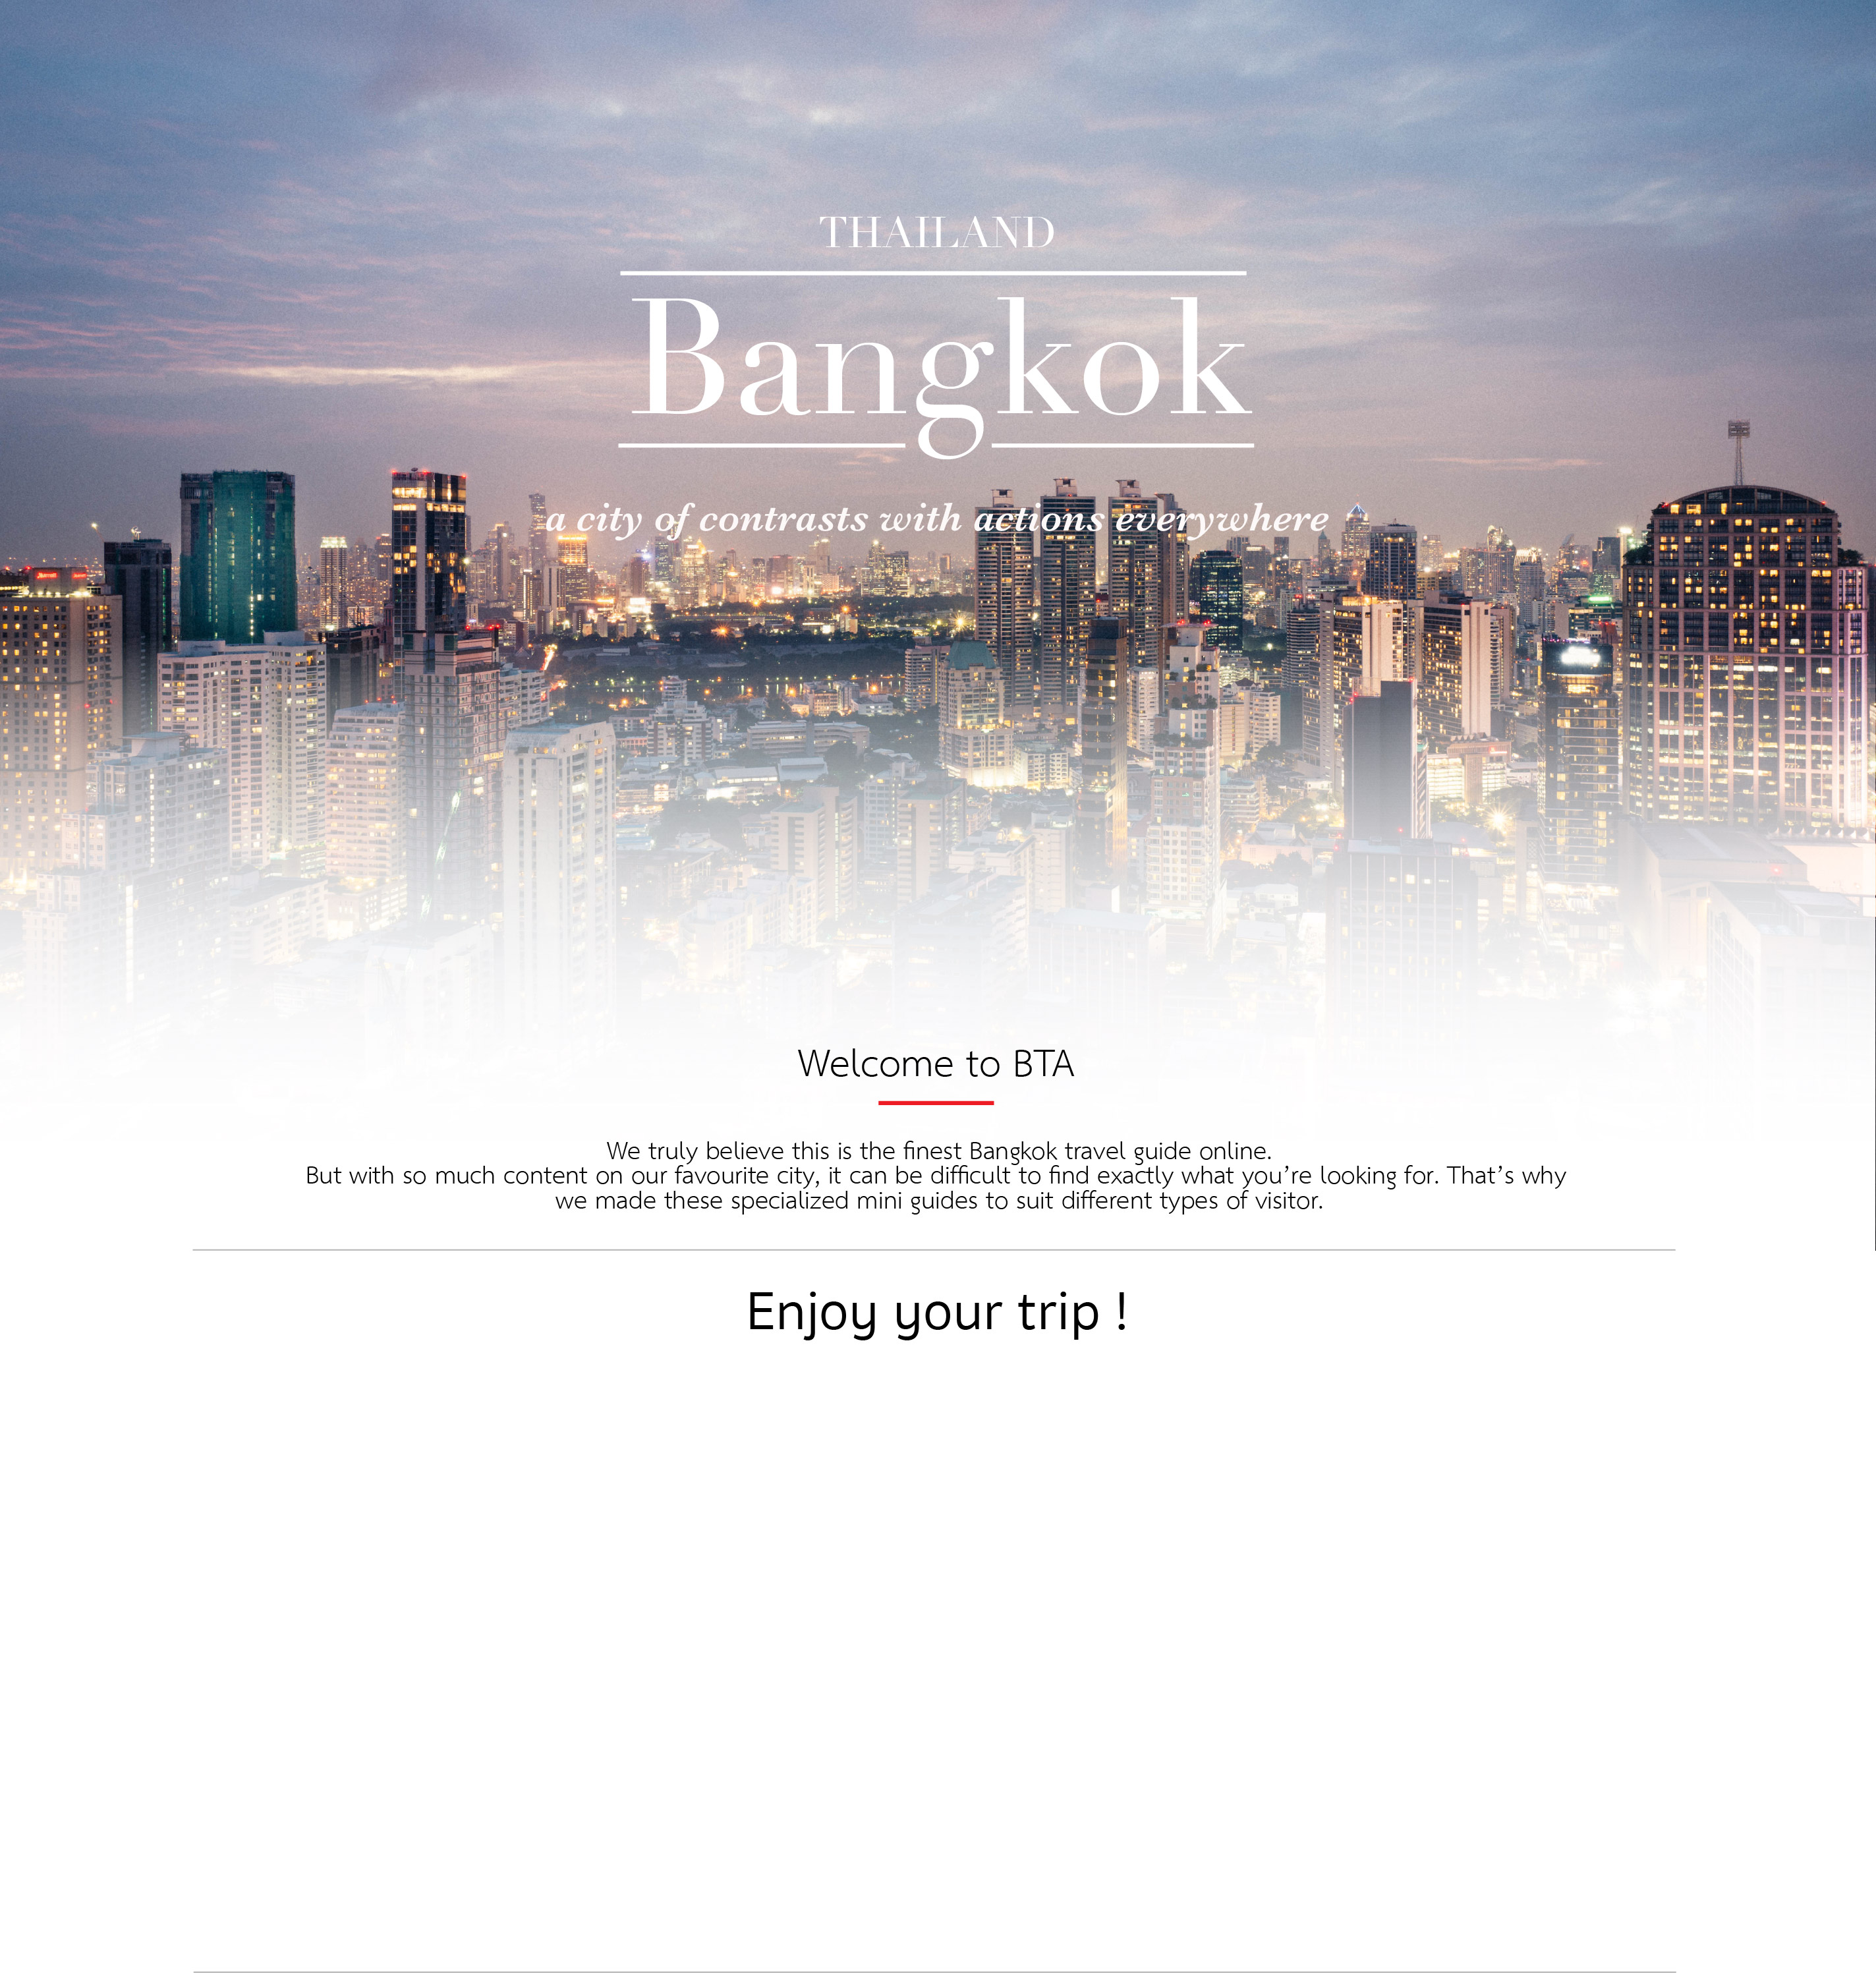 THAILAND
Bangkok
a city of contrasts with actions everywhere
Welcome to BTA
We truly believe this is the finest Bangkok travel guide online.
But with so much content on our favourite city, it can be difficult to find exactly what you’re looking for. That’s why
we made these specialized mini guides to suit different types of visitor.
Enjoy your trip !